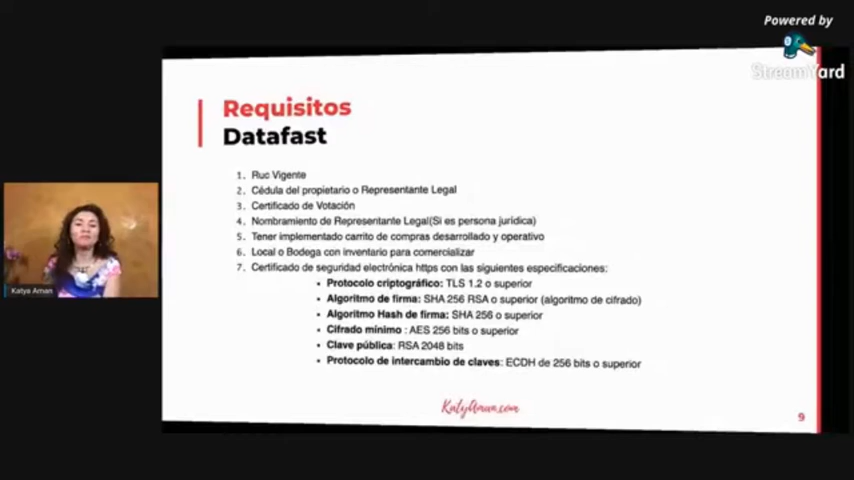 Powered by
StreamYard
Requisitos
Datafast
1. Ruc Vigente
2. Cédula del propietario o Representante Legal
3. Certificado de Votación
4. Nombramiento de Representante Legal(Si es persona jurídica)
5. Tener implementado carrito de compras desarrollado y operativo
6. Local o Bodega con inventario para comercializar
7. Certificado de seguridad electrónica https con las siguientes especificaciones:
• Protocolo criptográfico: TLS 1.2 o superior
• Algoritmo de firma: SHA 256 RSA o superior (algoritmo de cifrado)
• Algoritmo Hash de firma: SHA 256 o superior
• Cifrado mínimo : AES 256 bits o superior
• Clave pública: RSA 2048 bits
• Protocolo de intercambio de claves: ECDH de 256 bits o superior
Katya Aman
KatyAman.com
9